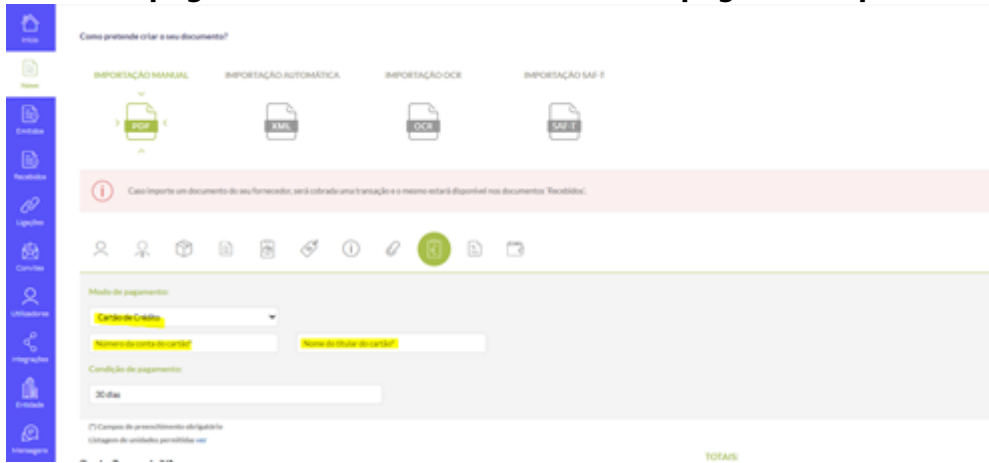 Início
Como pretende criar o seu documento?
IMPORTAÇÃO MANUAL IMPORTAÇÃO AUTOMÁTICA IMPORTAÇÃO OCR IMPORTAÇÃO SAF-T
Novo
PDF XML OCR SAF-T
Emitidos
Recebidos
Caso importe um documento do seu fornecedor, será cobrada uma transação e o mesmo estará disponível nos documentos 'Recebidos'.
Ligações
Convites
Modo de pagamento:
Utilizadores
Cartão de Crédito
Número da conta do cartão* Nome do titular do cartão*
Integrações
Condição de pagamento:
30 dias
Entidade
(*) Campos de preenchimento obrigatório
Listagem de unidades permitidas ver
Mensagens
TOTAIS: